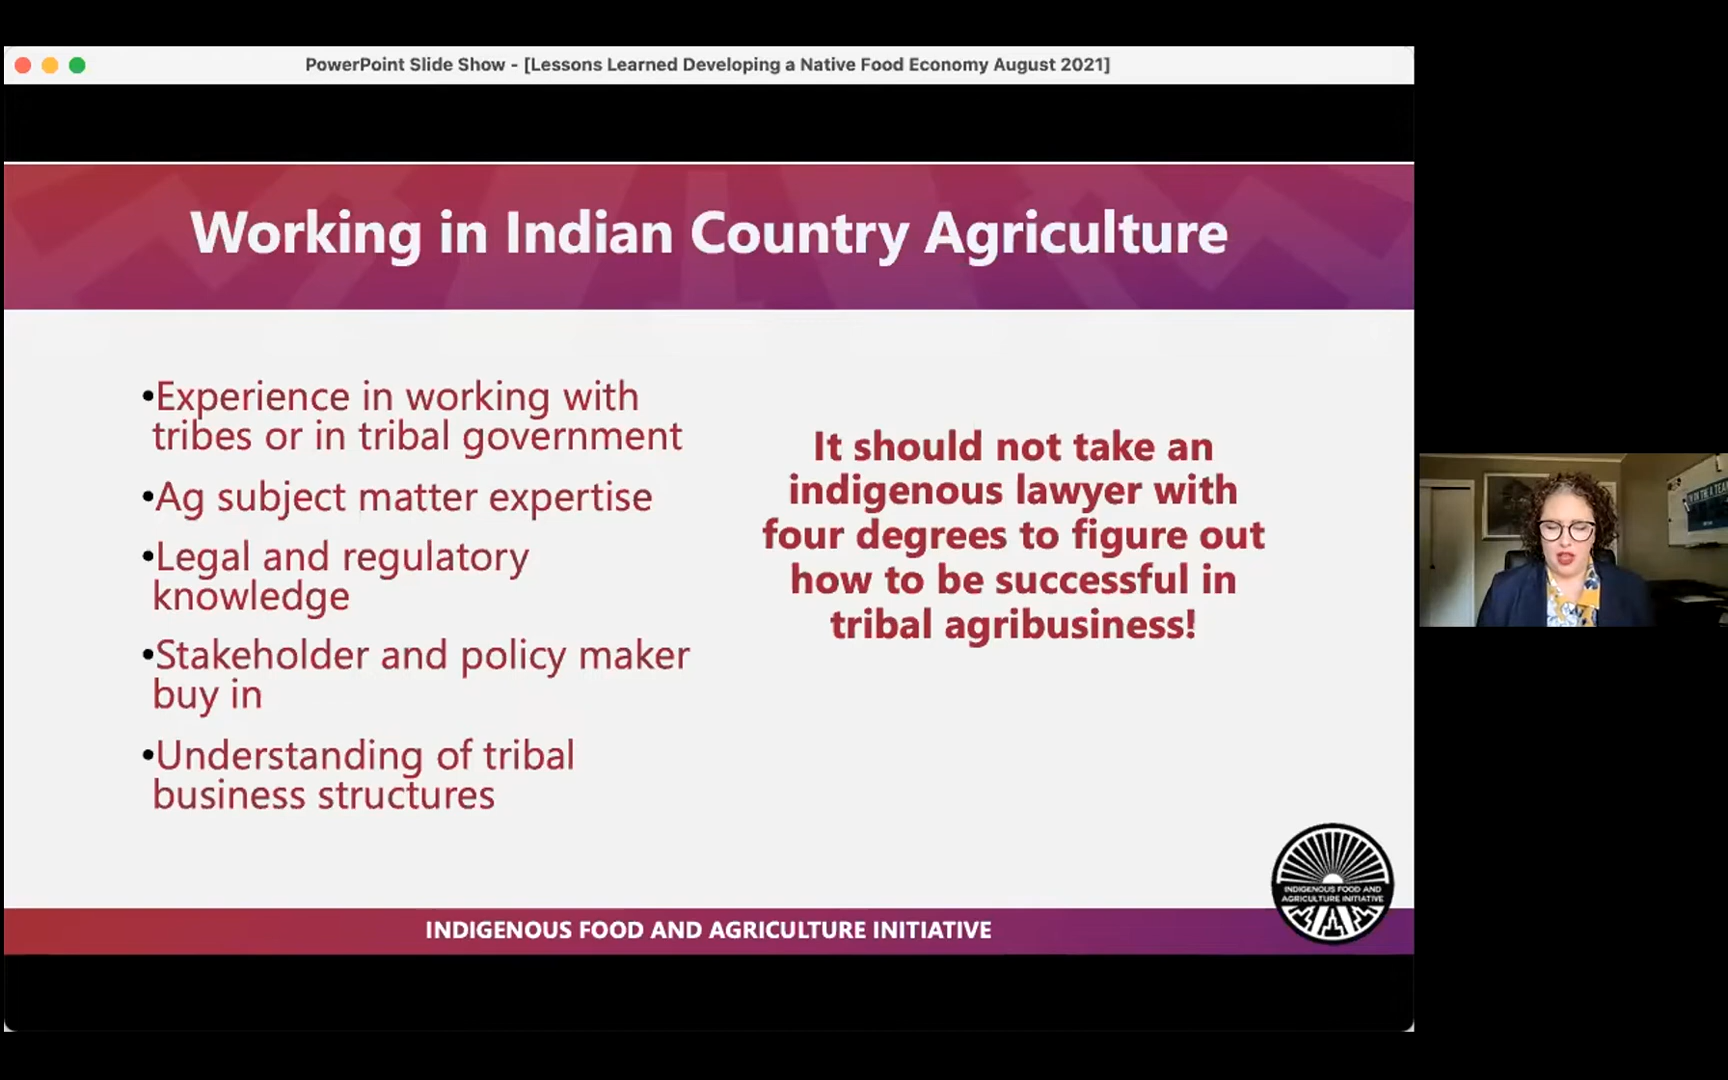 PowerPoint Slide Show - [Lessons Learned Developing a Native Food Economy August 2021]
Working in Indian Country Agriculture
•Experience in working with
tribes or in tribal government
•Ag subject matter expertise
•Legal and regulatory
knowledge
•Stakeholder and policy maker
buy in
•Understanding of tribal
business structures
It should not take an
indigenous lawyer with
four degrees to figure out
how to be successful in
tribal agribusiness!
INDIGENOUS FOOD AND
AGRICULTURE INITIATIVE
INDIGENOUS FOOD AND AGRICULTURE INITIATIVE